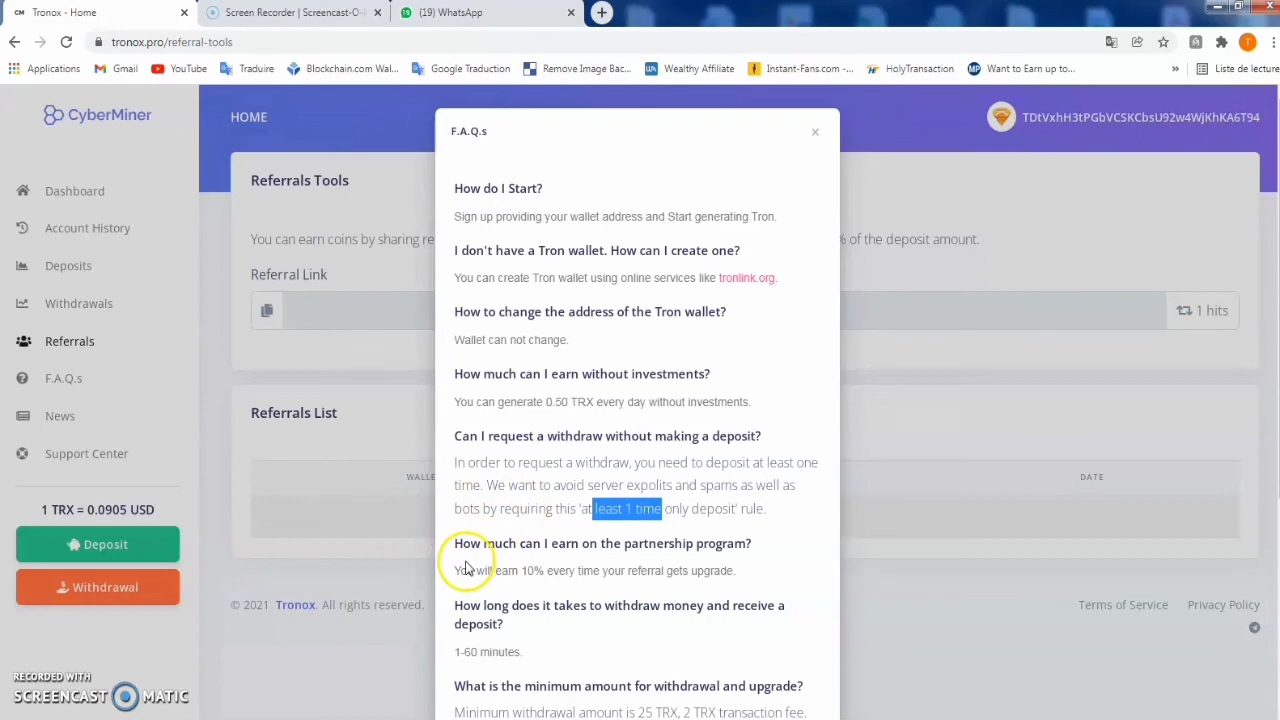 CM Tronox - Home
Screen Recorder | Screencast-O-
(19) WhatsApp
tronox.pro/referral-tools
Applications
Gmail
YouTube
Traduire
Blockchain.com Wal...
Google Traduction
Remove Image Bac...
WA Wealthy Affiliate
Instant-Fans.com -...
HolyTransaction
MP Want to Earn up to...
»
Liste de lecture
CyberMiner
HOME
TDtVxhH3tPGbVCSKCbsU92w4WjKhKA6T94
Dashboard
Account History
Deposits
Withdrawals
Referrals
F.A.Q.s
News
Support Center
1 TRX = 0.0905 USD
Deposit
Withdrawal
Referrals Tools
You can earn coins by sharing re
% of the deposit amount.
Referral Link
1 hits
Referrals List
WALLE
DATE
F.A.Q.s
×
How do I Start?
Sign up providing your wallet address and Start generating Tron.
I don't have a Tron wallet. How can I create one?
You can create Tron wallet using online services like tronlink.org.
How to change the address of the Tron wallet?
Wallet can not change.
How much can I earn without investments?
You can generate 0.50 TRX every day without investments.
Can I request a withdraw without making a deposit?
In order to request a withdraw, you need to deposit at least one
time. We want to avoid server expolits and spams as well as
bots by requiring this 'at least 1 time only deposit' rule.
How much can I earn on the partnership program?
You will earn 10% every time your referral gets upgrade.
How long does it takes to withdraw money and receive a
deposit?
1-60 minutes.
What is the minimum amount for withdrawal and upgrade?
Minimum withdrawal amount is 25 TRX, 2 TRX transaction fee.
© 2021 Tronox. All rights reserved.
Terms of Service
Privacy Policy
RECORDED WITH
SCREENCAST MATIC